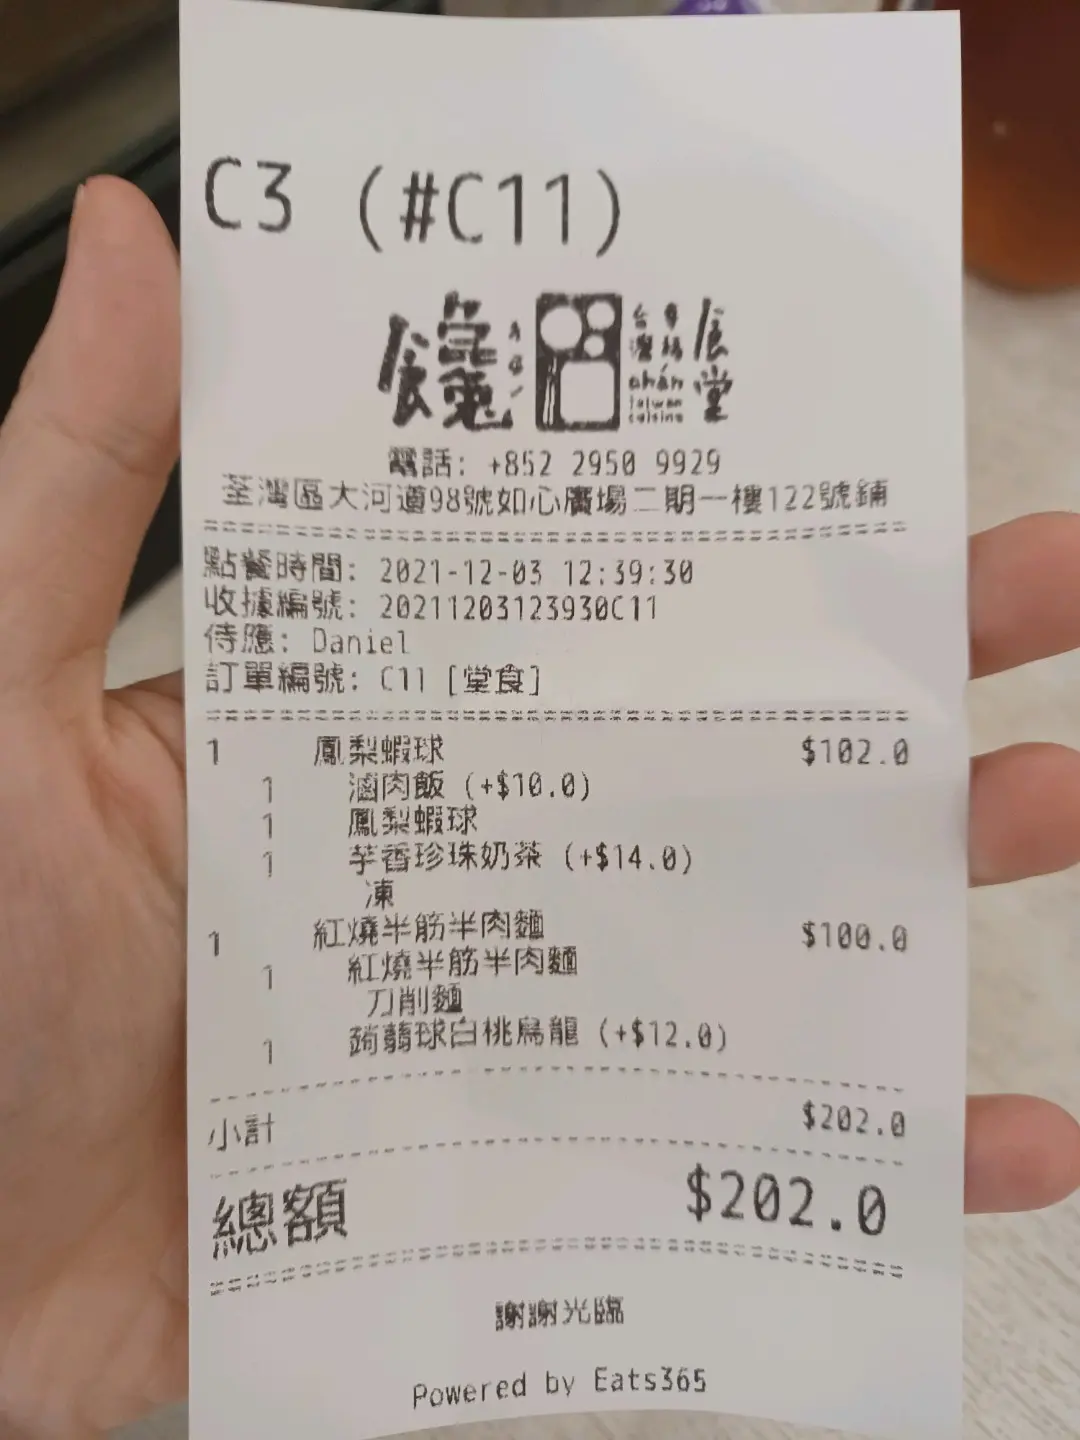 C3 (#C11)
饞
台灣
食堂
chán
taiwan
cuisine
電話: +852 2950 9929
荃灣區大河道98號如心廣場二期一樓122號鋪
點餐時間: 2021-12-03 12:39:30
收據編號: 20211203123930C11
侍應: Daniel
訂單編號: C11 [堂食]
1 鳳梨蝦球 $102.0
1 滷肉飯 (+$10.0)
1 鳳梨蝦球
1 芋香珍珠奶茶 (+$14.0)
凍
1 紅燒半筋半肉麵 $100.0
1 紅燒半筋半肉麵
刀削麵
1 蒟蒻球白桃烏龍 (+$12.0)
小計 $202.0
總額 $202.0
謝謝光臨
Powered by Eats365